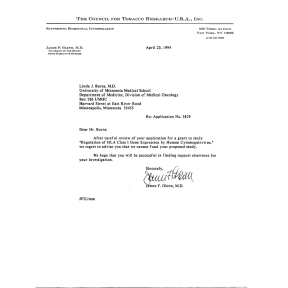 The Council for Tobacco Research-U.S.A., Inc.
Supporting Biomedical Investigation
900 Third Avenue
New York, N.Y. 10022
James F. Glenn, M.D.
April 25, 1994
Linda J. Burns, M.D.
University of Minnesota Medical School
Department of Medicine, Division of Medical Oncology
Box 286 UMHC
Harvard Street at East River Road
Minneapolis, Minnesota 55455
Re: Application No. 3829
Dear Dr. Burns:
After careful review of your application for a grant to study
"Regulation of HLA Class I Gene Expression by Human Cytomegalovirus,"
we regret to advise you that we cannot fund your proposed study.
We hope that you will be successful in finding support elsewhere for
your investigation.
Sincerely,
James F. Glenn, M.D.
JFG/